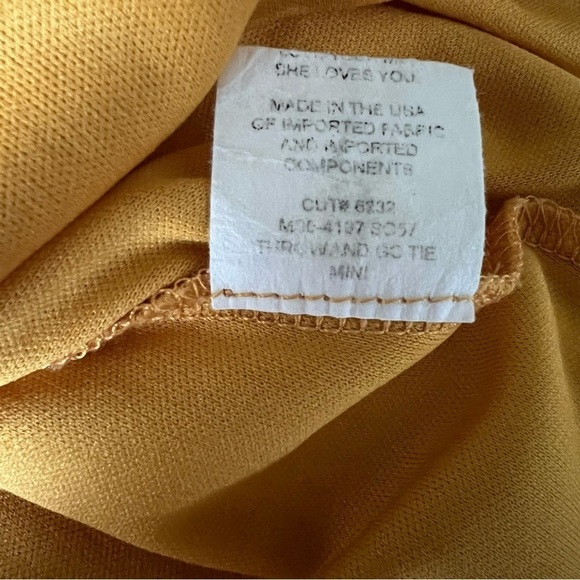 SHE LOVES YOU.
MADE IN THE USA
OF IMPORTED FABRIC
AND IMPORTED
COMPONENTS
CUT# 6232
THROW AND GO TIE
MINI